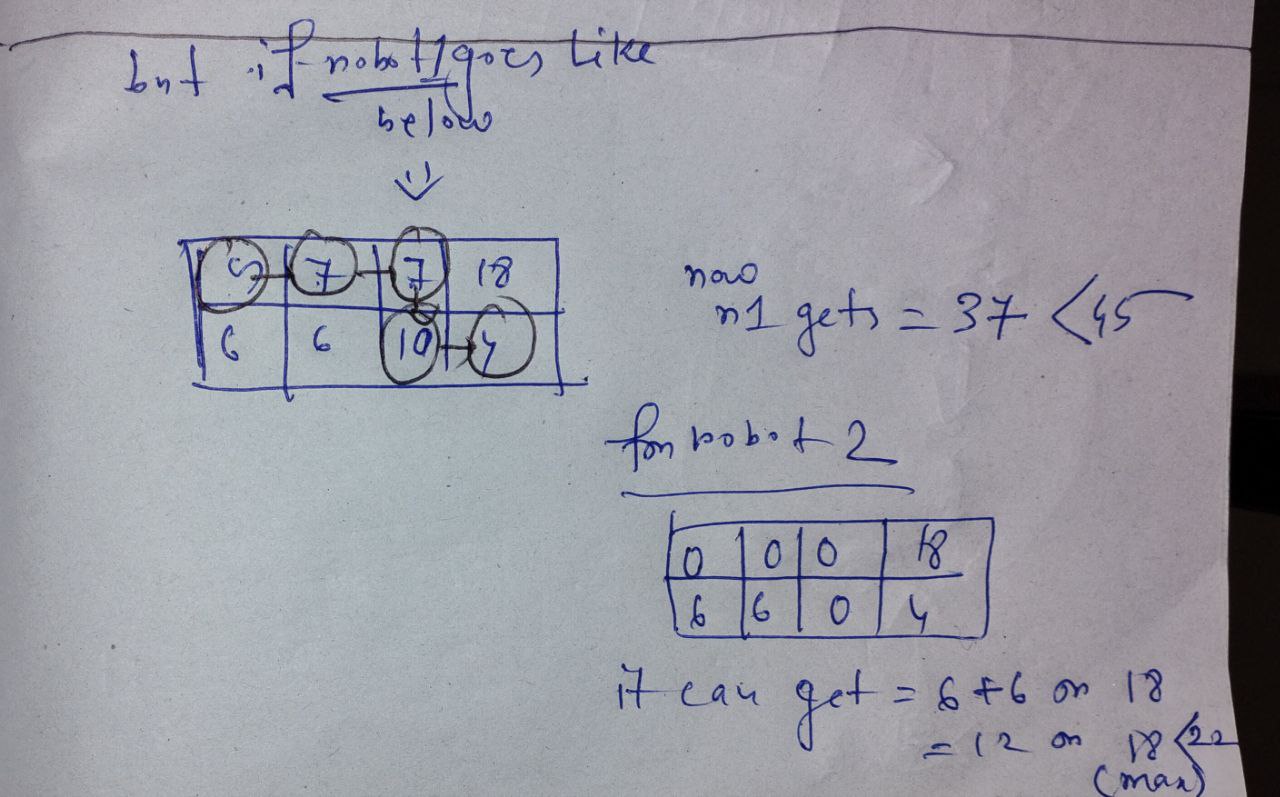 but if robot1 goes like
below
5 7 7 18
6 6 10 4
now
r1 gets = 37 < 45
for robot 2
0 0 0 18
6 6 0 4
it can get = 6+6 or 18
= 12 or 18 < 22
(max)